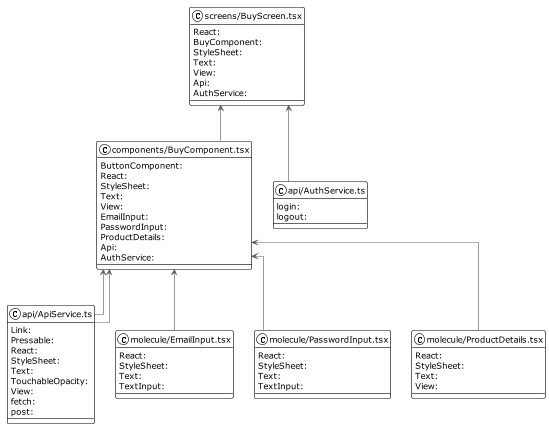 C screens/BuyScreen.tsx
React:
BuyComponent:
StyleSheet:
Text:
View:
Api:
AuthService:
C components/BuyComponent.tsx
ButtonComponent:
React:
StyleSheet:
Text:
View:
EmailInput:
PasswordInput:
ProductDetails:
Api:
AuthService:
C api/AuthService.ts
login:
logout:
C api/ApiService.ts
Link:
Pressable:
React:
StyleSheet:
Text:
TouchableOpacity:
View:
fetch:
post:
C molecule/EmailInput.tsx
React:
StyleSheet:
Text:
TextInput:
C molecule/PasswordInput.tsx
React:
StyleSheet:
Text:
TextInput:
C molecule/ProductDetails.tsx
React:
StyleSheet:
Text:
View: